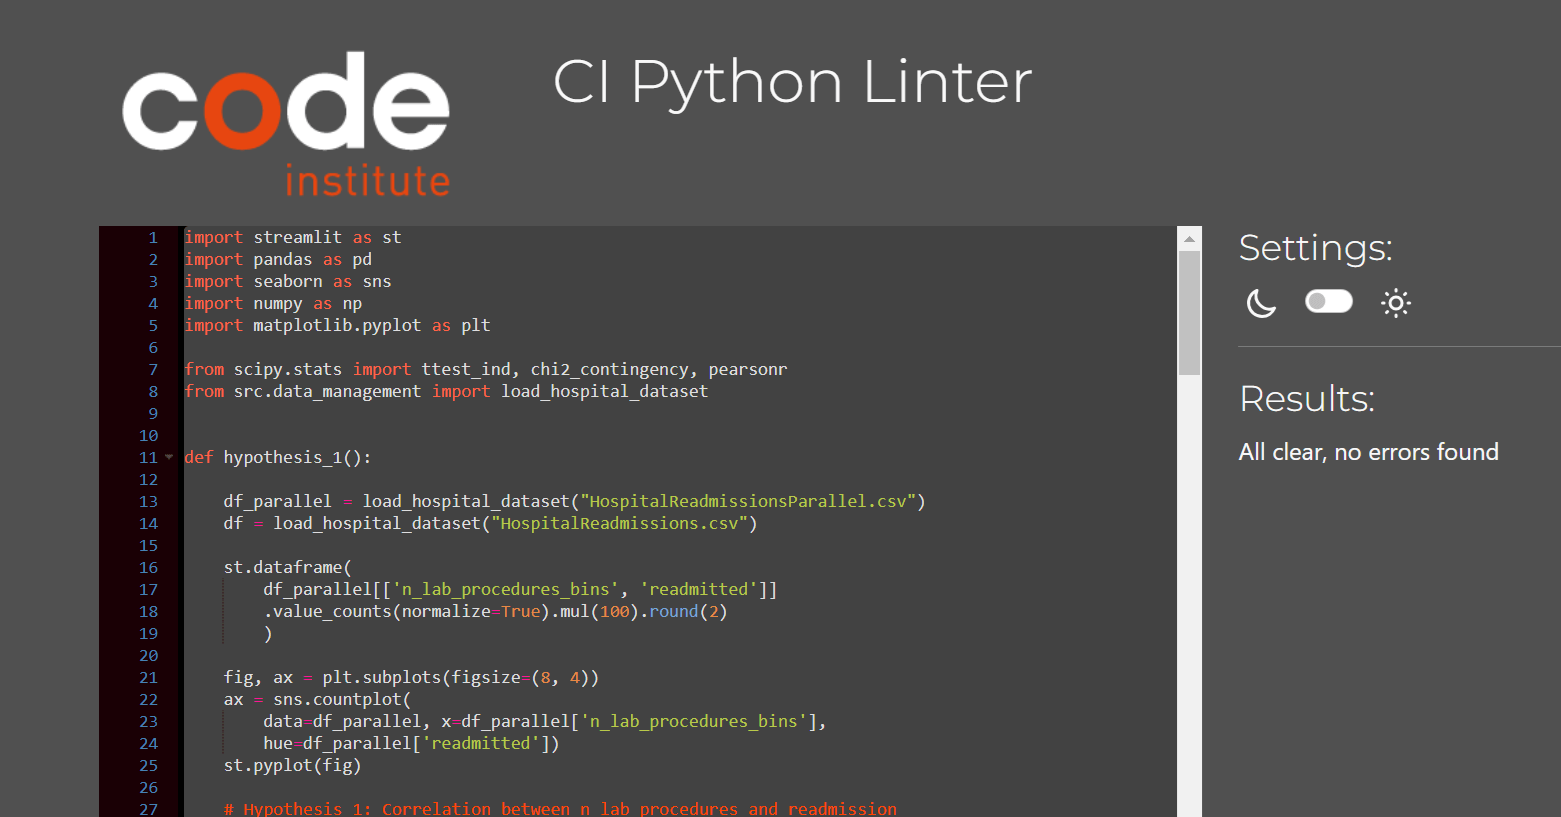 code
institute
CI Python Linter
1 import streamlit as st
2 import pandas as pd
3 import seaborn as sns
4 import numpy as np
5 import matplotlib.pyplot as plt
6
7 from scipy.stats import ttest_ind, chi2_contingency, pearsonr
8 from src.data_management import load_hospital_dataset
9
10
11 def hypothesis_1():
12
13     df_parallel = load_hospital_dataset("HospitalReadmissionsParallel.csv")
14     df = load_hospital_dataset("HospitalReadmissions.csv")
15
16     st.dataframe(
17         df_parallel[['n_lab_procedures_bins', 'readmitted']]
18         .value_counts(normalize=True).mul(100).round(2)
19         )
20
21     fig, ax = plt.subplots(figsize=(8, 4))
22     ax = sns.countplot(
23         data=df_parallel, x=df_parallel['n_lab_procedures_bins'],
24         hue=df_parallel['readmitted'])
25     st.pyplot(fig)
26
27     # Hypothesis 1: Correlation between n_lab_procedures and readmission
Settings:
Results:
All clear, no errors found